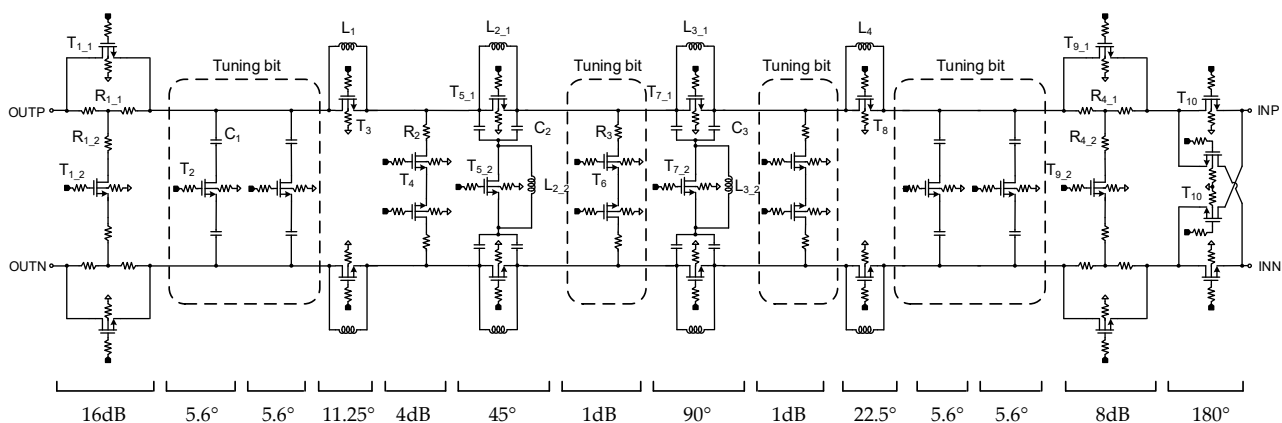 L1 L2_1 L3_1 L4
T1_1 Tuning bit Tuning bit Tuning bit Tuning bit T9_1
OUTP R1_1 T3 T5_1 T7_1 T8 R4_1 T10 INP
R1_2 C1 R2 C2 R3 C3 R4_2
T1_2 T2 T4 T5_2 L2_2 T6 T7_2 L3_2 T9_2 T10
OUTN INN
16dB 5.6° 5.6° 11.25° 4dB 45° 1dB 90° 1dB 22.5° 5.6° 5.6° 8dB 180°